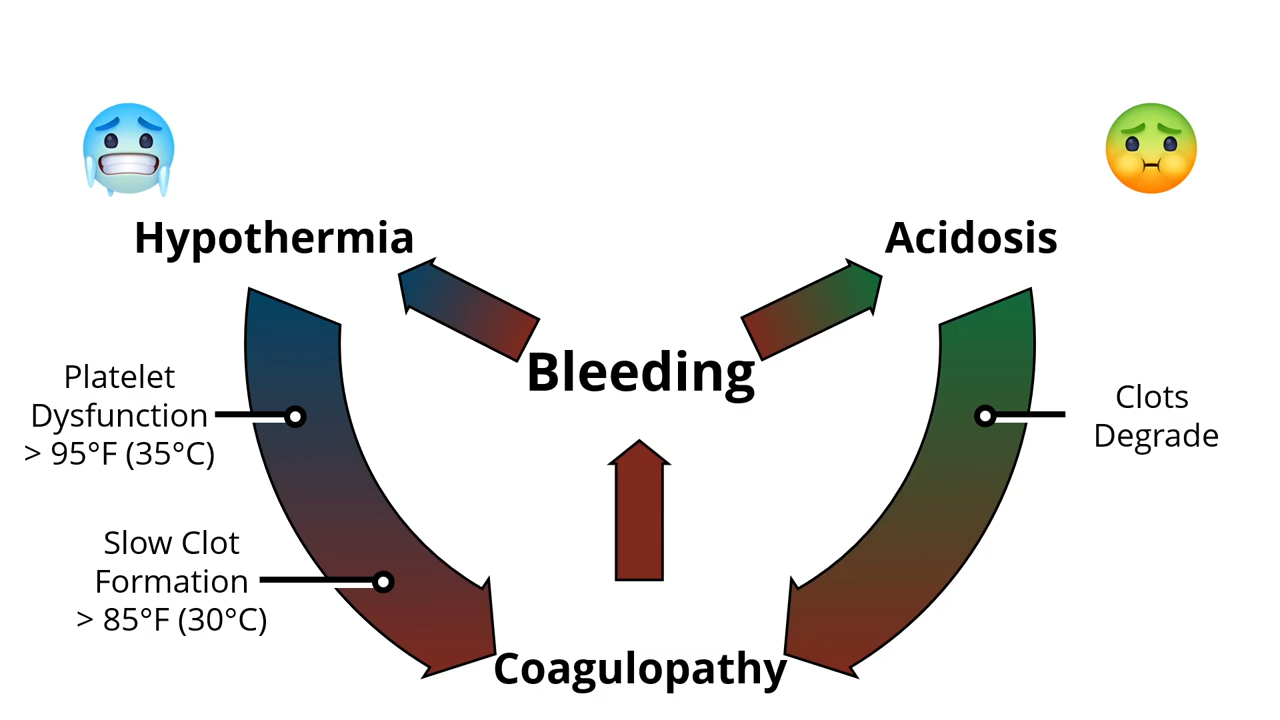 Hypothermia
Acidosis
Bleeding
Platelet
Dysfunction
> 95°F (35°C)
Clots
Degrade
Slow Clot
Formation
> 85°F (30°C)
Coagulopathy